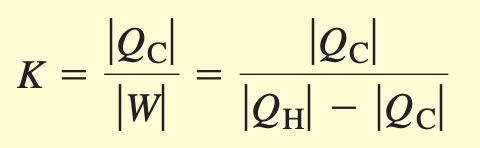 K = |Q_C| / |W| = |Q_C| / (|Q_H| − |Q_C|)